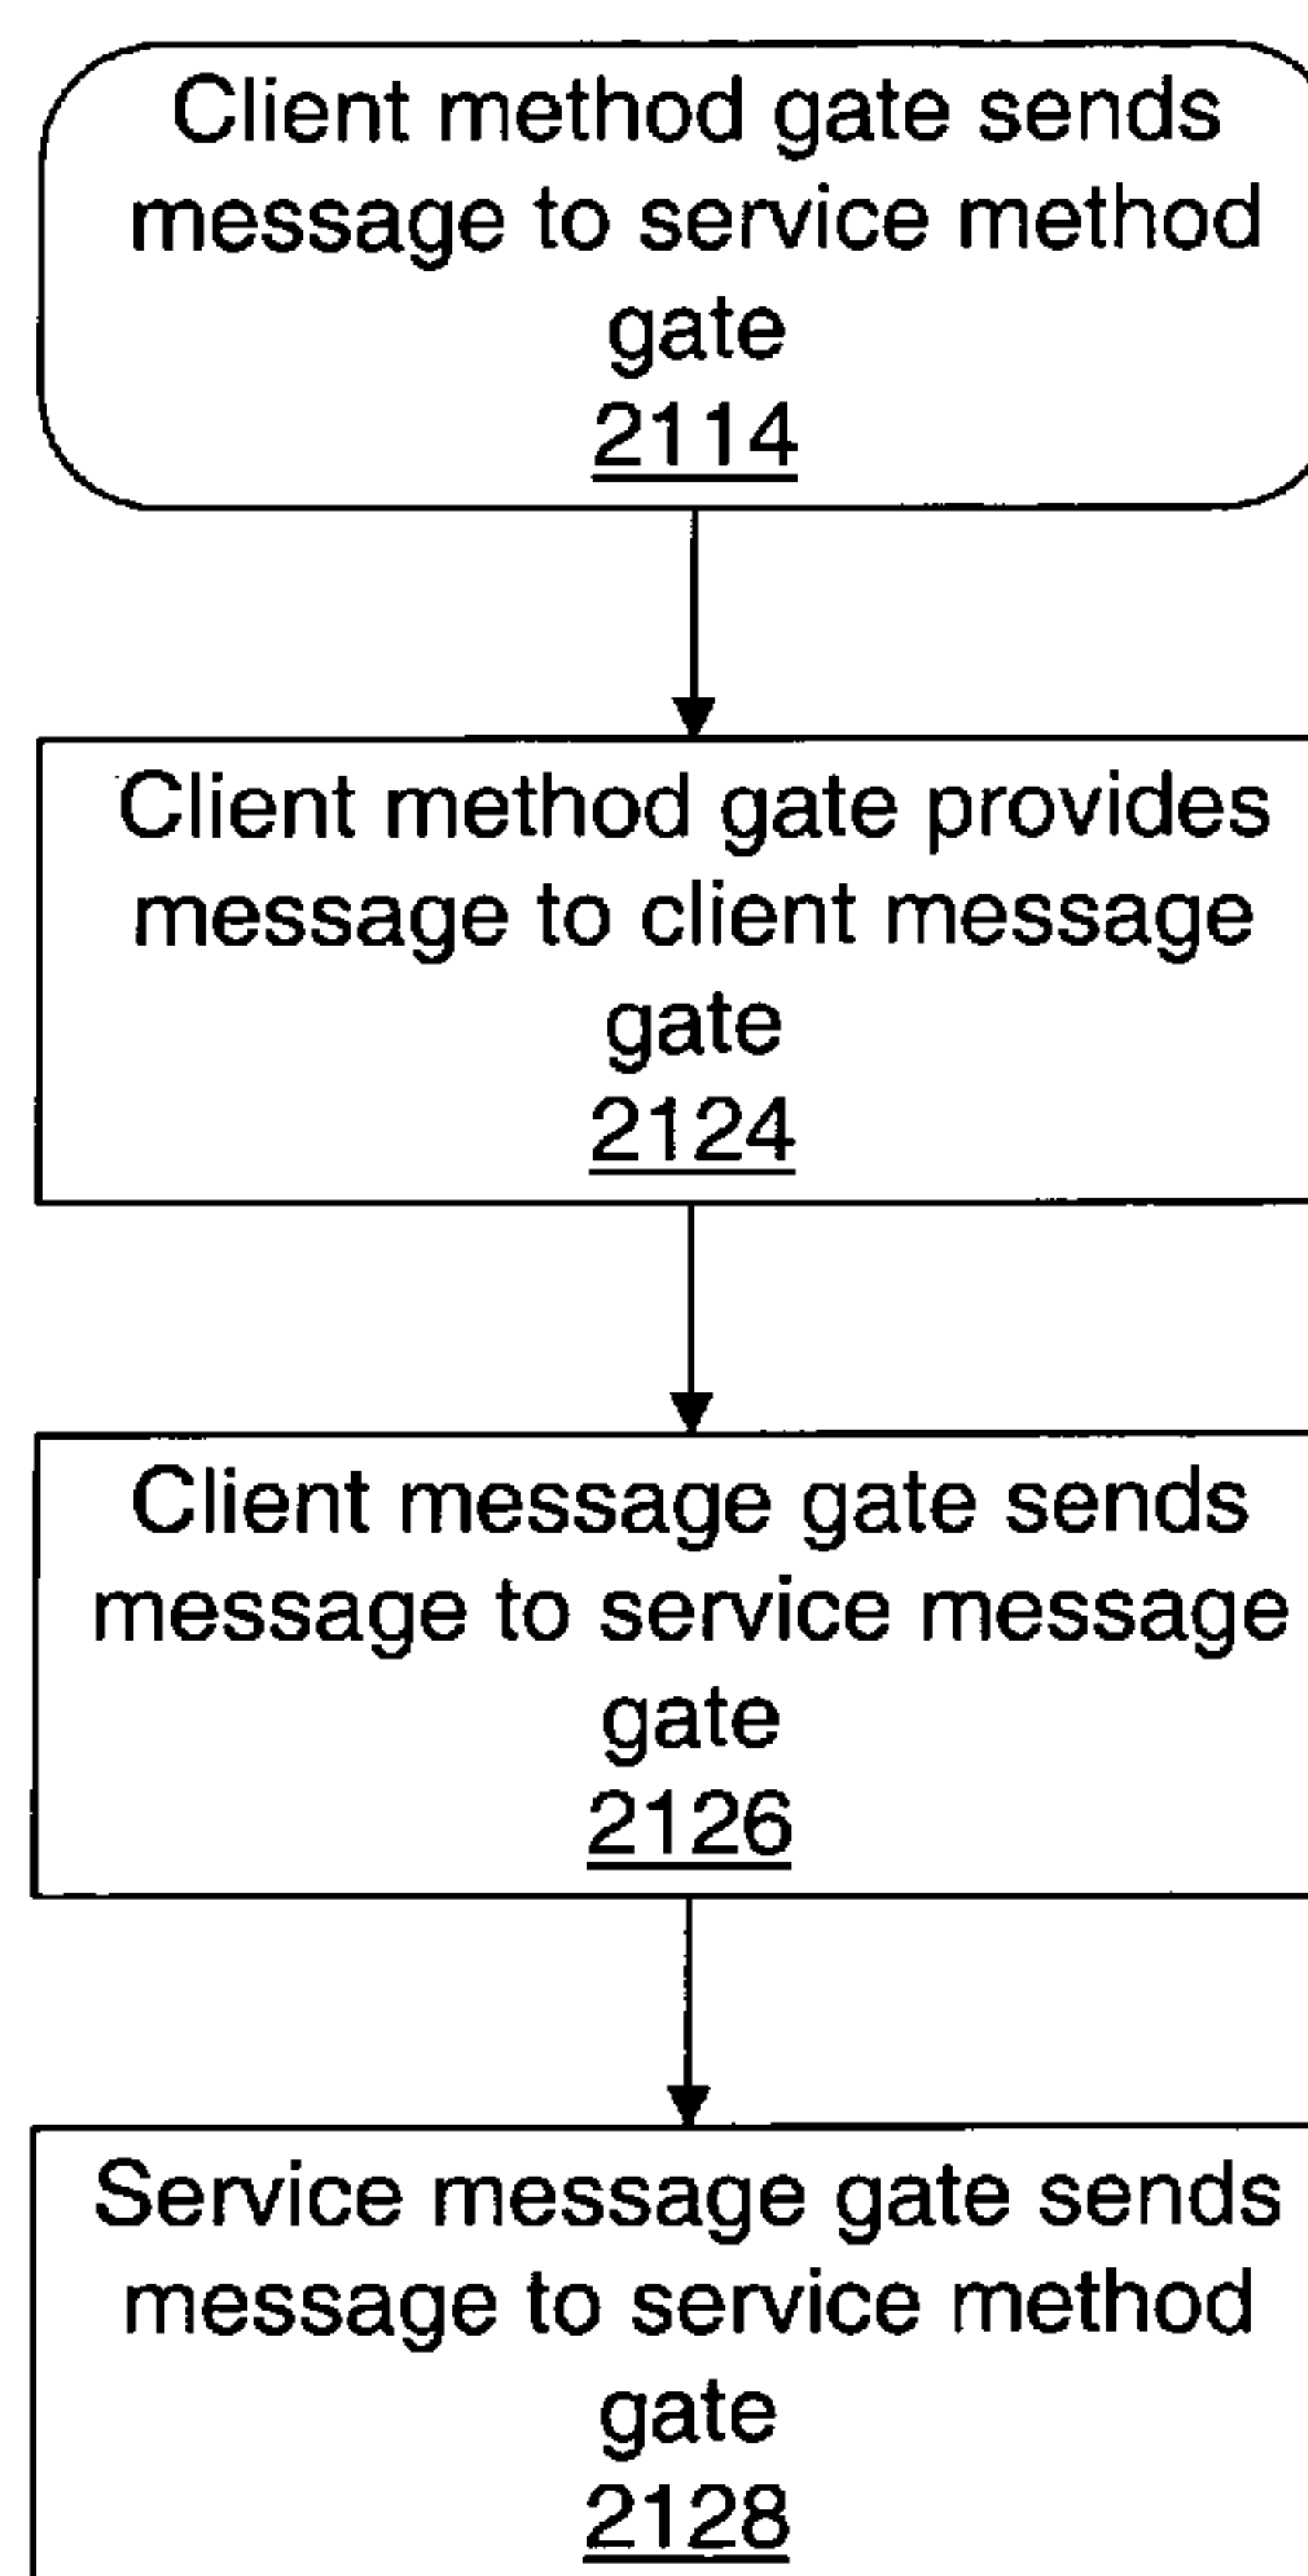 Client method gate sends
message to service method
gate
2114
Client method gate provides
message to client message
gate
2124
Client message gate sends
message to service message
gate
2126
Service message gate sends
message to service method
gate
2128